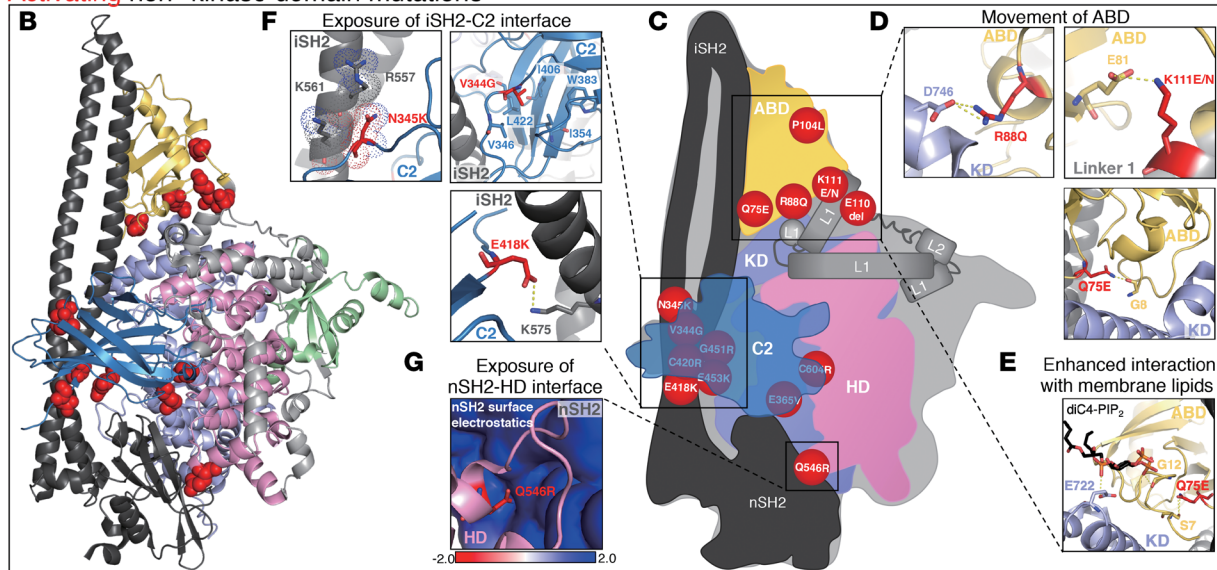 Activating non-kinase domain mutations
B
F
Exposure of iSH2-C2 interface
iSH2
R557
K561
N345K
C2
C2
V344G
I406
W383
L422
I354
V346
iSH2
iSH2
E418K
K575
C2
G
Exposure of
nSH2-HD interface
nSH2 surface
electrostatics
nSH2
Q546R
HD
-2.0
2.0
C
iSH2
ABD
P104L
K111
E/N
Q75E
R88Q
E110
del
L1
L1
L2
KD
L1
L1
N345K
V344G
G451R
C2
C420R
E453K
C604R
HD
E418K
E365V
Q546R
nSH2
D
Movement of ABD
ABD
D746
R88Q
KD
ABD
E81
K111E/N
Linker 1
ABD
Q75E
G8
KD
E
Enhanced interaction
with membrane lipids
diC4-PIP2
ABD
G12
E722
Q75E
S7
KD